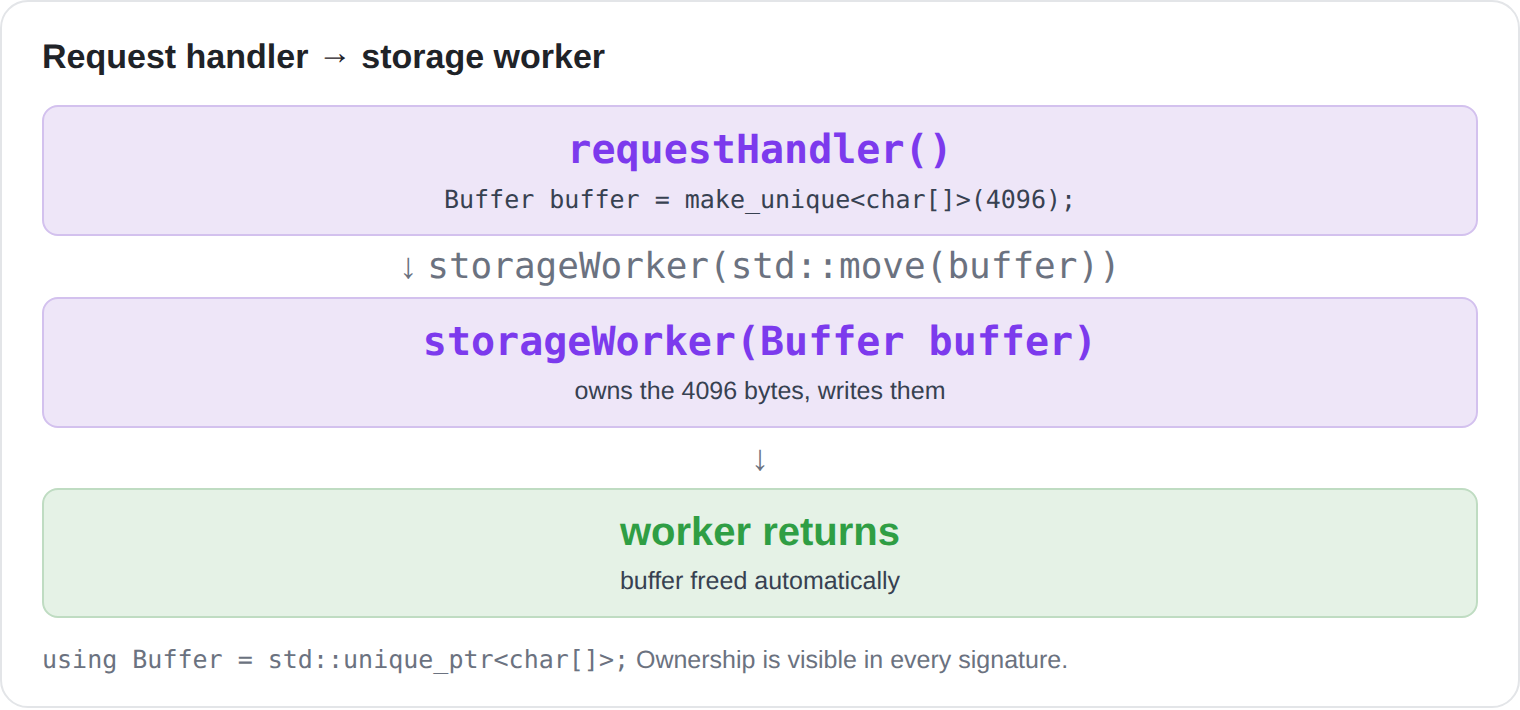 Request handler → storage worker
requestHandler()
Buffer buffer = make_unique<char[]>(4096);
↓ storageWorker(std::move(buffer))
storageWorker(Buffer buffer)
owns the 4096 bytes, writes them
↓
worker returns
buffer freed automatically
using Buffer = std::unique_ptr<char[]>; Ownership is visible in every signature.